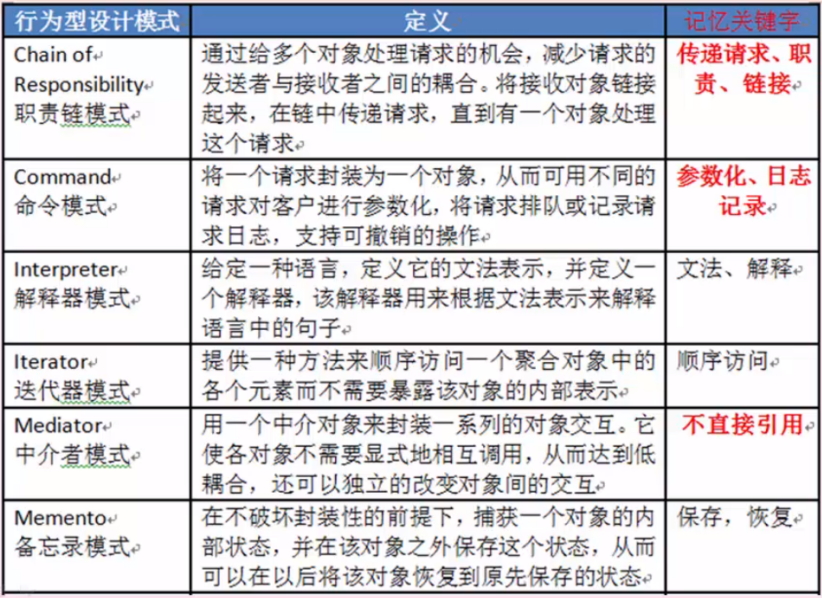 行为型设计模式 定义 记忆关键字
Chain of
Responsibility
职责链模式
通过给多个对象处理请求的机会，减少请求的
发送者与接收者之间的耦合。将接收对象链接
起来，在链中传递请求，直到有一个对象处理
这个请求
传递请求、职
责、链接
Command
命令模式
将一个请求封装为一个对象，从而可用不同的
请求对客户进行参数化，将请求排队或记录请
求日志，支持可撤销的操作
参数化、日志
记录
Interpreter
解释器模式
给定一种语言，定义它的文法表示，并定义一
个解释器，该解释器用来根据文法表示来解释
语言中的句子
文法、解释
Iterator
迭代器模式
提供一种方法来顺序访问一个聚合对象中的
各个元素而不需要暴露该对象的内部表示
顺序访问
Mediator
中介者模式
用一个中介对象来封装一系列的对象交互。它
使各对象不需要显式地相互调用，从而达到低
耦合，还可以独立的改变对象间的交互
不直接引用
Memento
备忘录模式
在不破坏封装性的前提下，捕获一个对象的内
部状态，并在该对象之外保存这个状态，从而
可以在以后将该对象恢复到原先保存的状态
保存，恢复